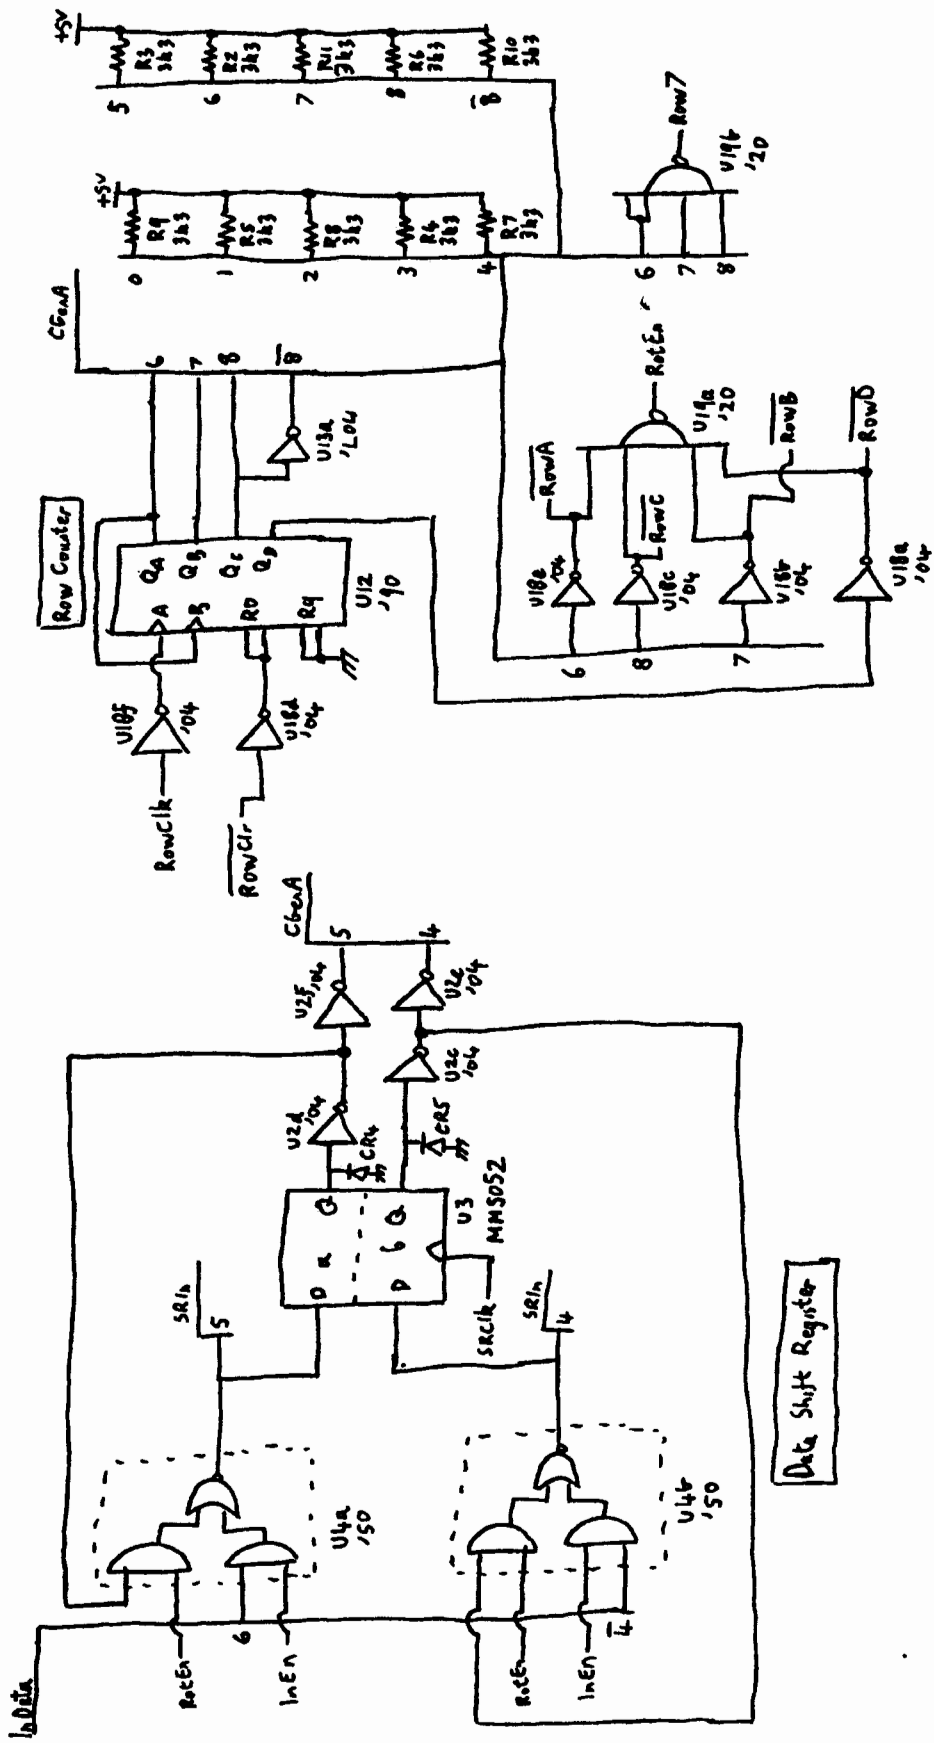 InData
RotEn
6
InEn
U4a
'50
SRIn
5
D
a
Q
D
b
Q
U3
MM5052
SRClk
CR4
CR5
U2d
'04
U2f
'04
U2c
'04
U2e
'04
CGenA
5
4
RotEn
InEn
4
U4b
'50
SRIn
4
Data Shift Register
Row Counter
RowClk
U18f
'04
RowClr
U18d
'04
A
B
R0
R9
QA
QB
QC
QD
U12
'90
U13a
'L04
CGenA
6
7
8
8
+5V
R9
3k3
R5
3k3
R8
3k3
R4
3k3
R7
3k3
0
1
2
3
4
+5V
R3
3k3
R2
3k3
R11
3k3
R6
3k3
R10
3k3
5
6
7
8
8
6
8
7
U18e
'04
U18c
'04
U18b
'04
U18a
'04
RowA
RowC
RowB
RowD
U19a
'20
RotEn
6
7
8
U19b
'20
Row7